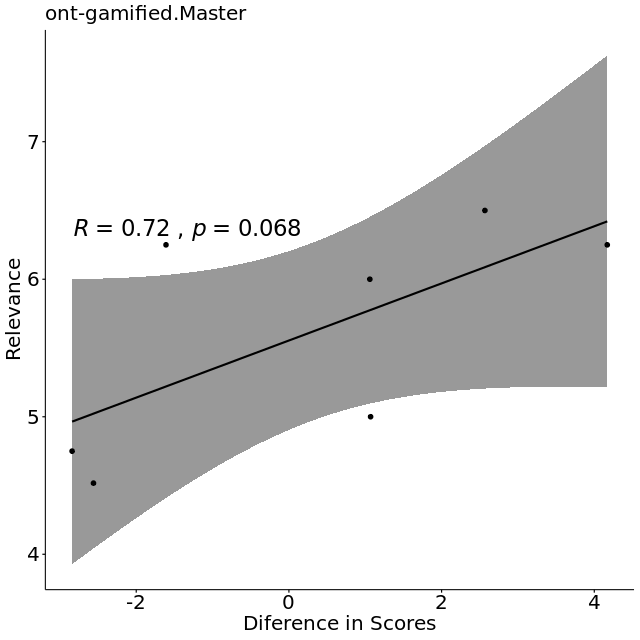 ont-gamified.Master
7
R = 0.72 , p = 0.068
6
5
4
Relevance
-2 0 2 4
Diference in Scores